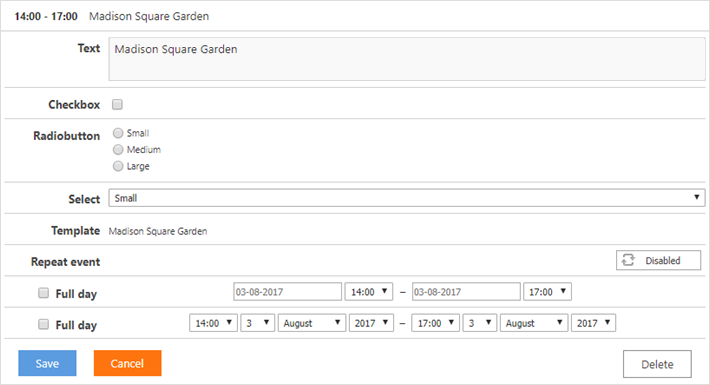 14:00 - 17:00 Madison Square Garden
Text Madison Square Garden
Checkbox
Radiobutton Small
Medium
Large
Select Small
Template Madison Square Garden
Repeat event Disabled
Full day 03-08-2017 14:00 – 03-08-2017 17:00
Full day 14:00 3 August 2017 – 17:00 3 August 2017
Save Cancel Delete